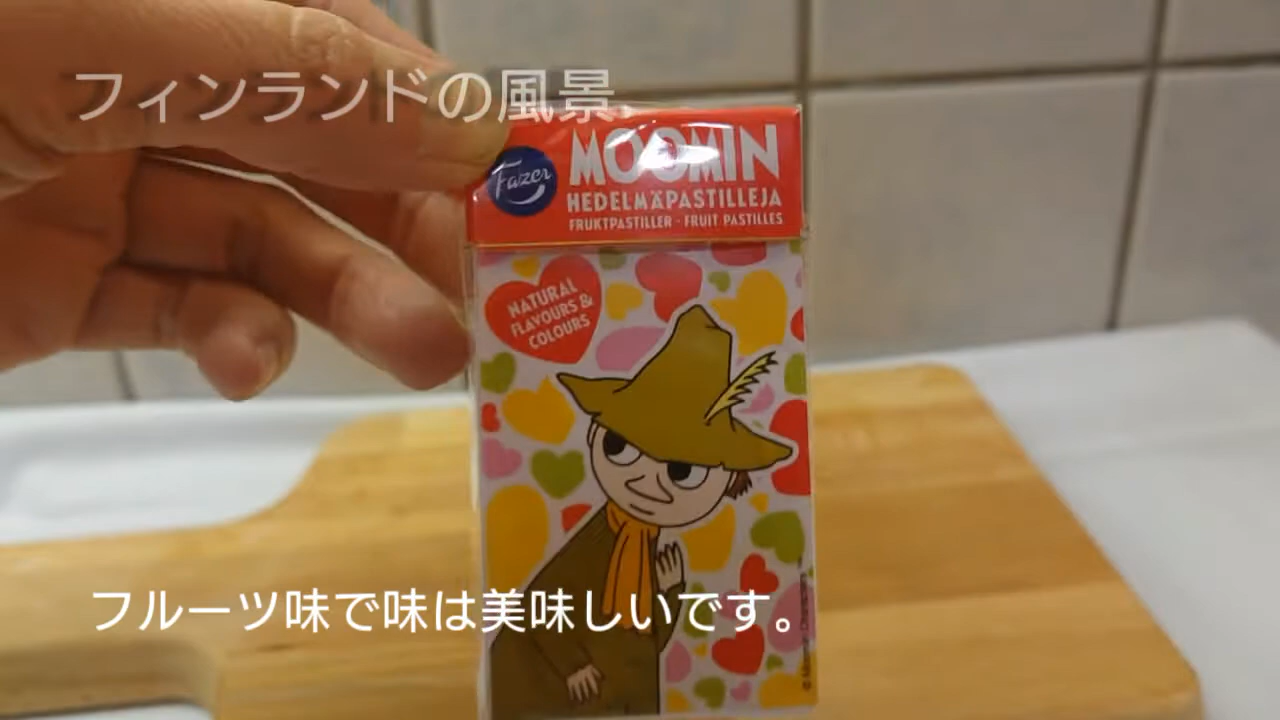 フィンランドの風景
Fazer
MOOMIN
HEDELMÄPASTILLEJA
FRUKTPASTILLER - FRUIT PASTILLES
NATURAL
FLAVOURS &
COLOURS
フルーツ味で味は美味しいです。